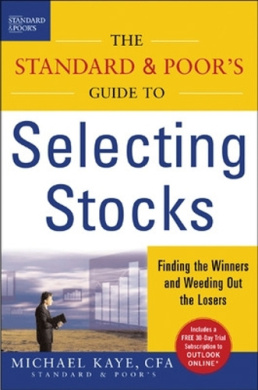 STANDARD
& POOR'S
THE
STANDARD & POOR'S
GUIDE TO
Selecting
Stocks
Finding the Winners
and Weeding Out
the Losers
Includes a
FREE 30-Day Trial
Subscription to
OUTLOOK
ONLINE*
MICHAEL KAYE, CFA
STANDARD & POOR'S